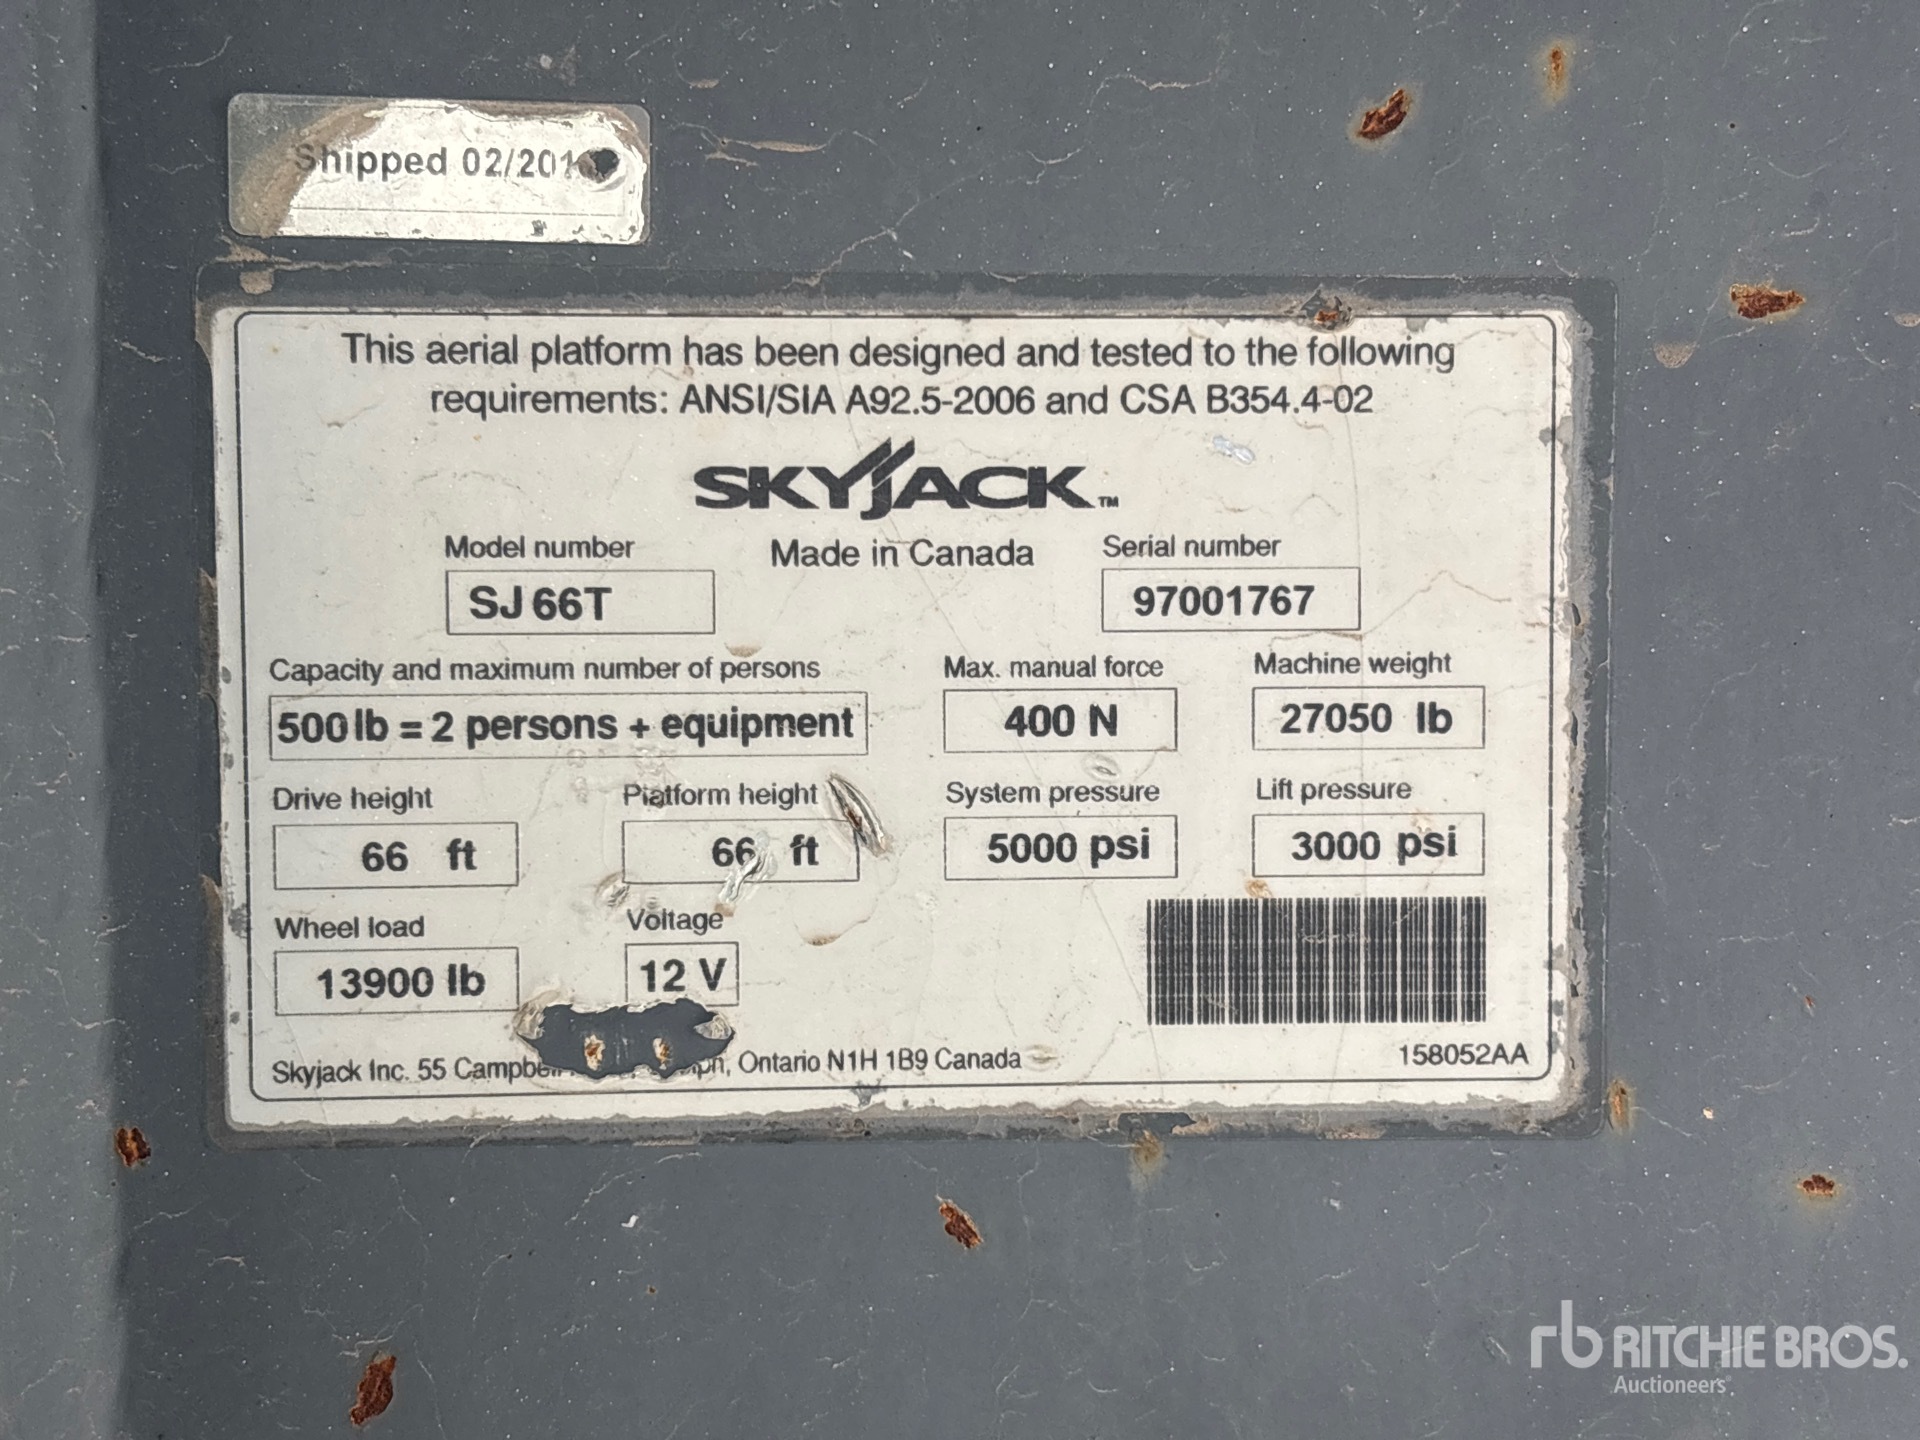 Shipped 02/201
This aerial platform has been designed and tested to the following
requirements: ANSI/SIA A92.5-2006 and CSA B354.4-02
SKYJACK™
Model number
Made in Canada
Serial number
SJ 66T
97001767
Capacity and maximum number of persons
Max. manual force
Machine weight
500 lb = 2 persons + equipment
400 N
27050 lb
Drive height
Platform height
System pressure
Lift pressure
66 ft
66 ft
5000 psi
3000 psi
Wheel load
Voltage
13900 lb
12 V
Skyjack Inc. 55 Ontario N1H 1B9 Canada
158052AA
rb RITCHIE BROS.
Auctioneers